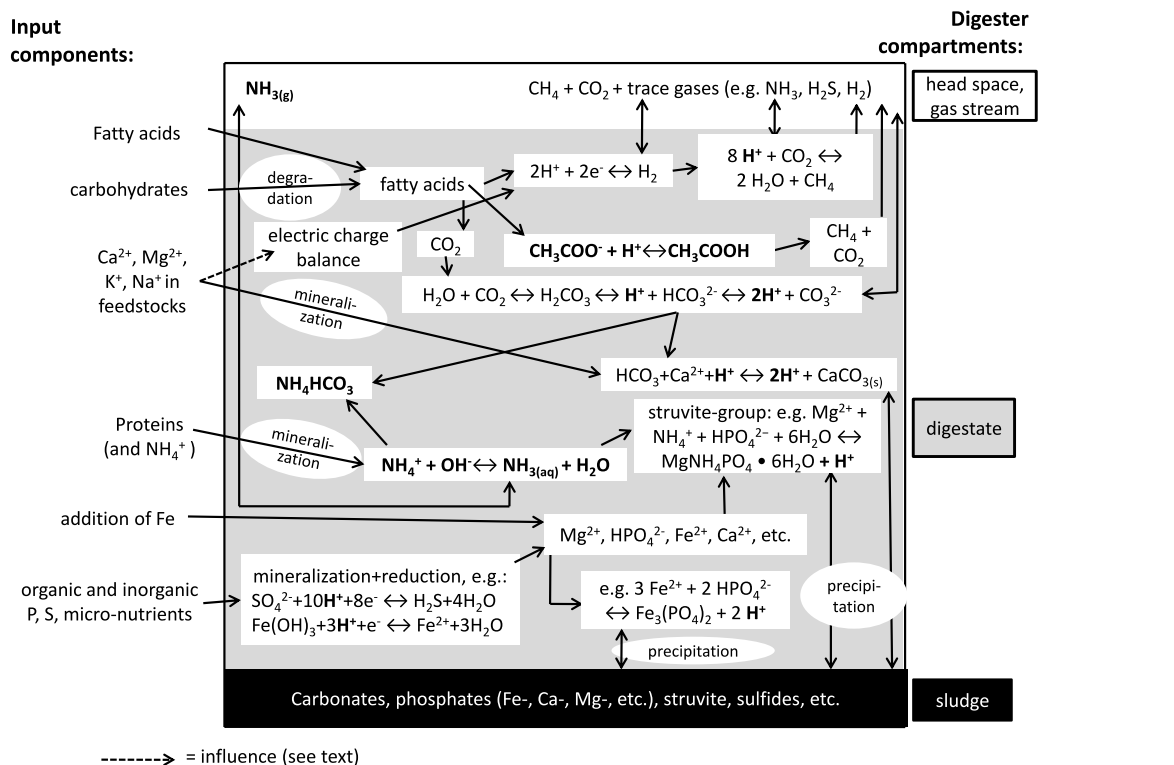 Input
components:
Digester
compartments:
NH₃₍g₎
CH₄ + CO₂ + trace gases (e.g. NH₃, H₂S, H₂)
head space,
gas stream
Fatty acids
carbohydrates
degra-
dation
fatty acids
2H⁺ + 2e⁻ ↔ H₂
8 H⁺ + CO₂ ↔
2 H₂O + CH₄
Ca²⁺, Mg²⁺,
K⁺, Na⁺ in
feedstocks
electric charge
balance
CO₂
CH₃COO⁻ + H⁺↔CH₃COOH
CH₄ +
CO₂
minerali-
zation
H₂O + CO₂ ↔ H₂CO₃ ↔ H⁺ + HCO₃²⁻ ↔ 2H⁺ + CO₃²⁻
NH₄HCO₃
HCO₃+Ca²⁺+H⁺ ↔ 2H⁺ + CaCO₃₍s₎
Proteins
(and NH₄⁺ )
minerali-
zation
NH₄⁺ + OH⁻↔ NH₃₍aq₎ + H₂O
struvite-group: e.g. Mg²⁺ +
NH₄⁺ + HPO₄²⁻ + 6H₂O ↔
MgNH₄PO₄ • 6H₂O + H⁺
digestate
addition of Fe
Mg²⁺, HPO₄²⁻, Fe²⁺, Ca²⁺, etc.
organic and inorganic
P, S, micro-nutrients
mineralization+reduction, e.g.:
SO₄²⁻+10H⁺+8e⁻ ↔ H₂S+4H₂O
Fe(OH)₃+3H⁺+e⁻ ↔ Fe²⁺+3H₂O
e.g. 3 Fe²⁺ + 2 HPO₄²⁻
↔ Fe₃(PO₄)₂ + 2 H⁺
precipi-
tation
precipitation
Carbonates, phosphates (Fe-, Ca-, Mg-, etc.), struvite, sulfides, etc.
sludge
= influence (see text)